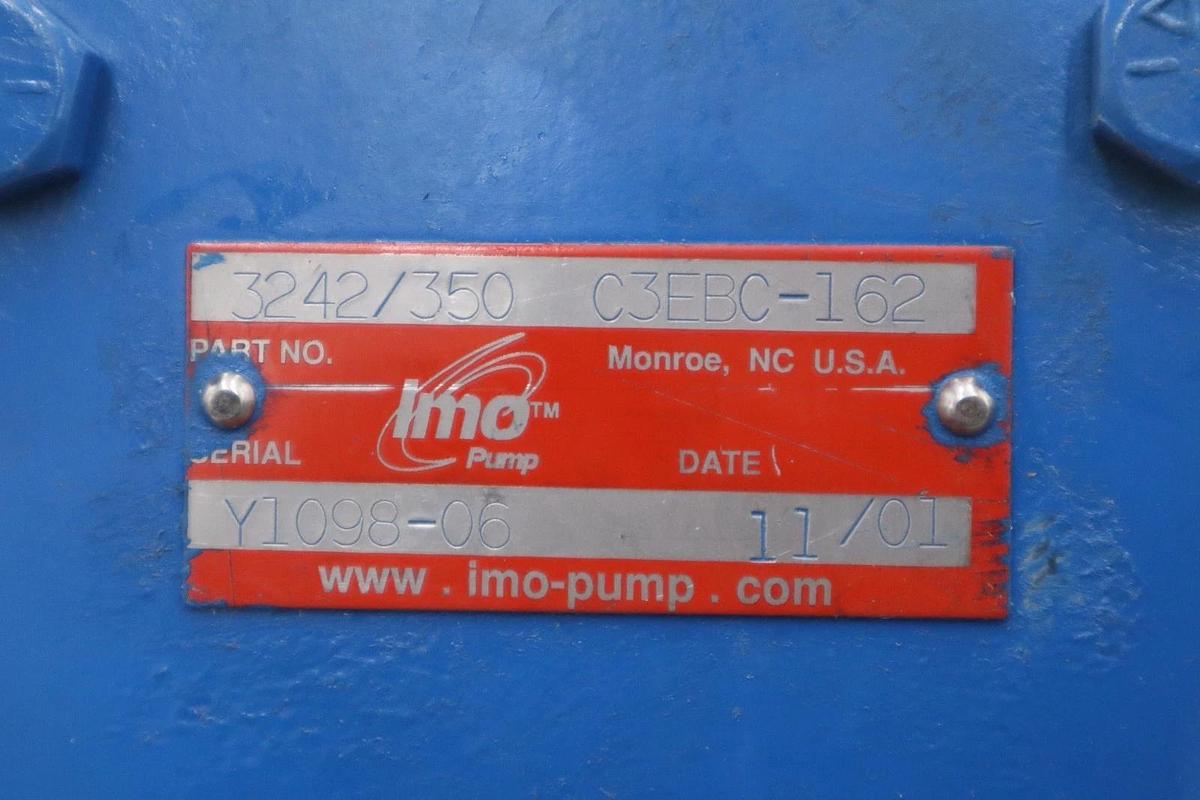 3242/350 C3EBC-162
PART NO. Monroe, NC U.S.A.
Imo™
Pump
SERIAL DATE
Y1098-06 11/01
www.imo-pump.com